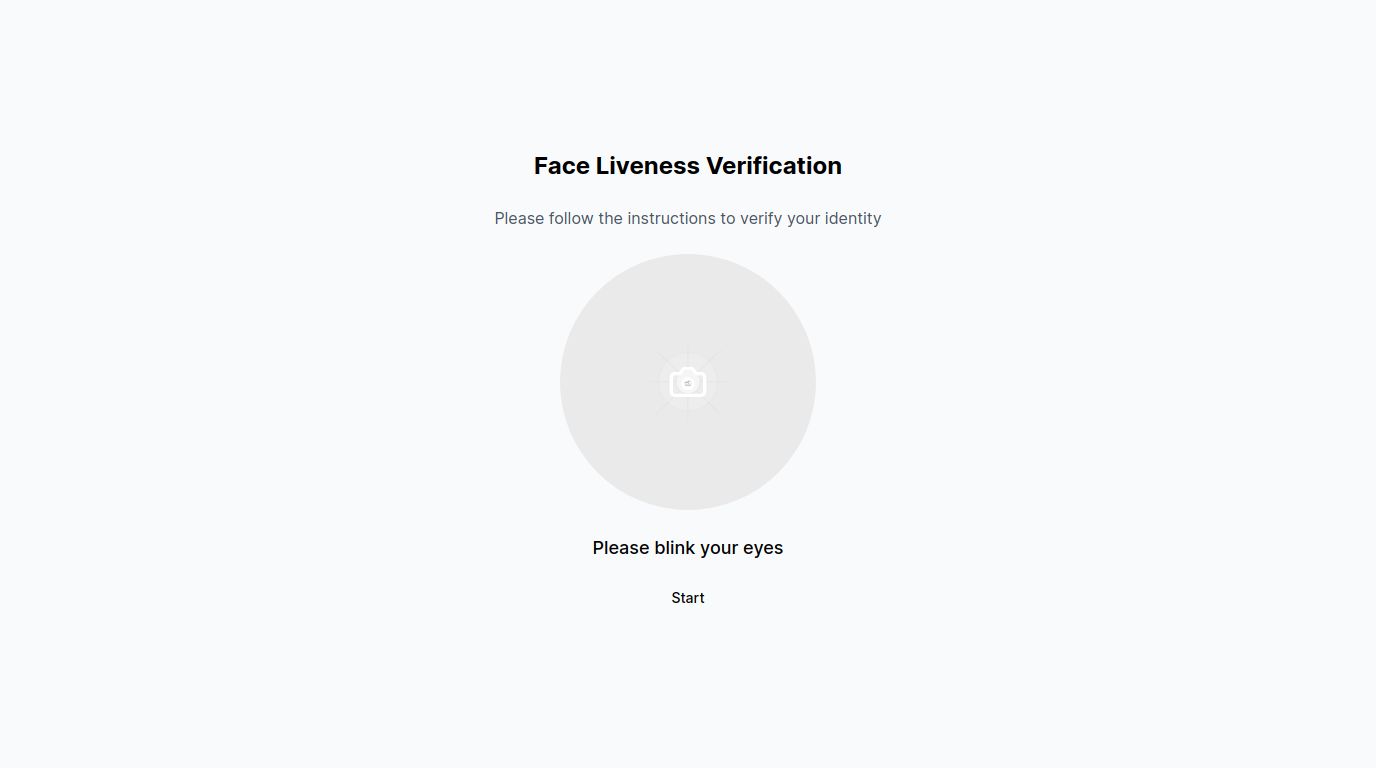 Face Liveness Verification
Please follow the instructions to verify your identity
Please blink your eyes
Start